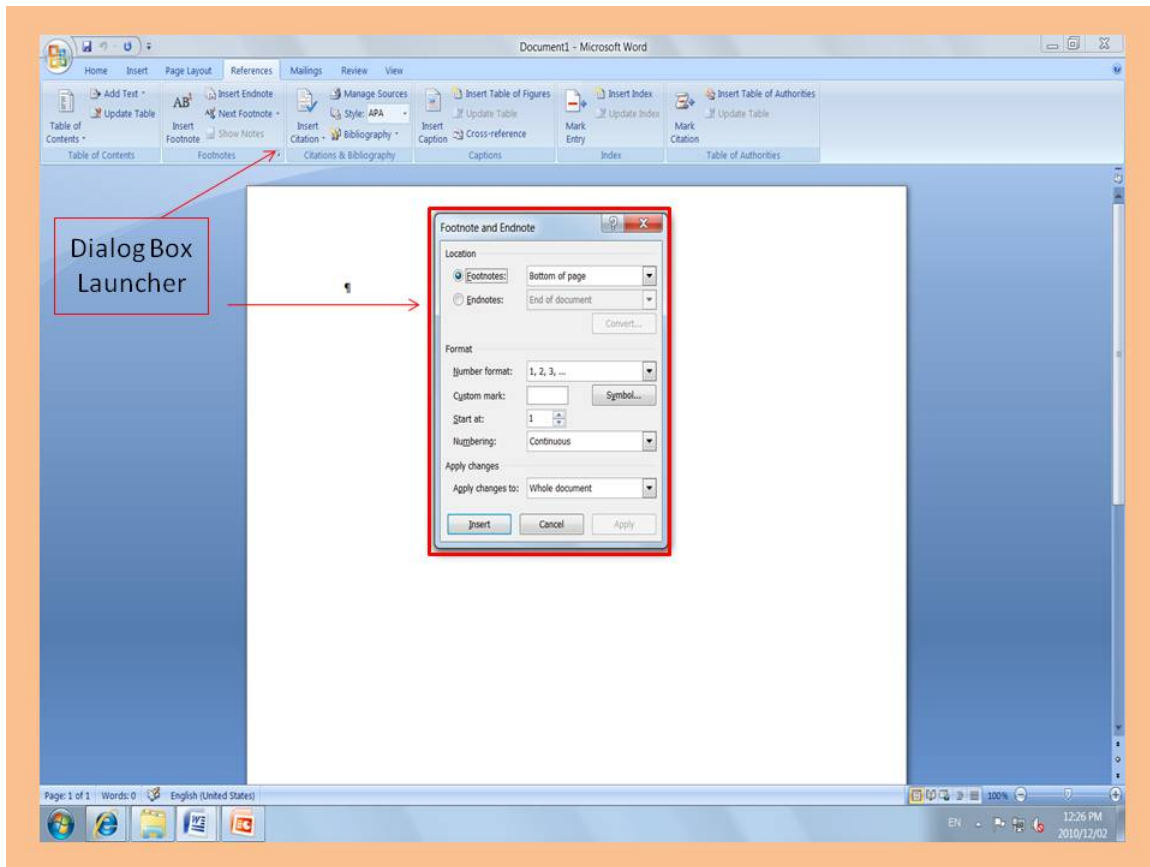 Document1 - Microsoft Word
Home Insert Page Layout References Mailings Review View
Add Text
Update Table
Table of
Contents
Table of Contents
AB1
Insert
Footnote
Insert Endnote
Next Footnote
Show Notes
Footnotes
Insert
Citation
Manage Sources
Style: APA
Bibliography
Citations & Bibliography
Insert
Caption
Insert Table of Figures
Update Table
Cross-reference
Captions
Mark
Entry
Insert Index
Update Index
Index
Mark
Citation
Insert Table of Authorities
Update Table
Table of Authorities
Dialog Box
Launcher
¶
Footnote and Endnote
Location
Footnotes: Bottom of page
Endnotes: End of document
Convert...
Format
Number format: 1, 2, 3, ...
Custom mark: Symbol...
Start at: 1
Numbering: Continuous
Apply changes
Apply changes to: Whole document
Insert Cancel Apply
Page: 1 of 1 Words: 0 English (United States) 100%
EN 12:26 PM
2010/12/02